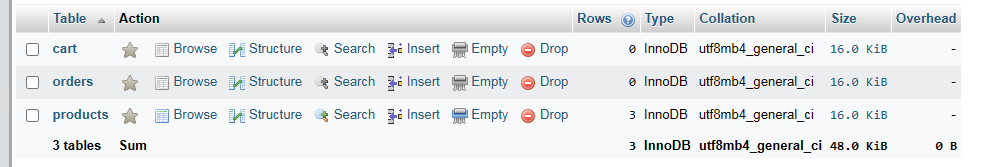 Table Action Rows Type Collation Size Overhead
cart Browse Structure Search Insert Empty Drop 0 InnoDB utf8mb4_general_ci 16.0 KiB -
orders Browse Structure Search Insert Empty Drop 0 InnoDB utf8mb4_general_ci 16.0 KiB -
products Browse Structure Search Insert Empty Drop 3 InnoDB utf8mb4_general_ci 16.0 KiB -
3 tables Sum 3 InnoDB utf8mb4_general_ci 48.0 KiB 0 B